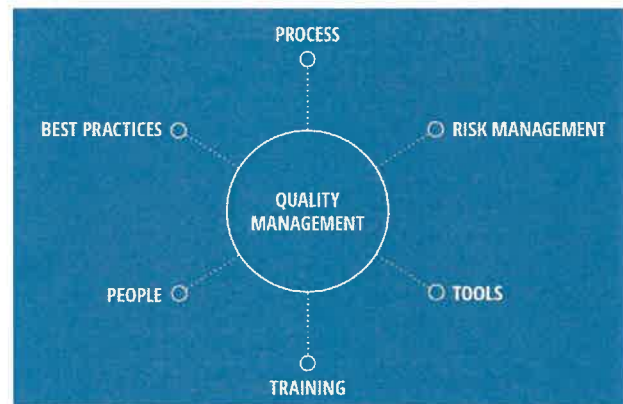 PROCESS
BEST PRACTICES
RISK MANAGEMENT
QUALITY
MANAGEMENT
PEOPLE
TOOLS
TRAINING